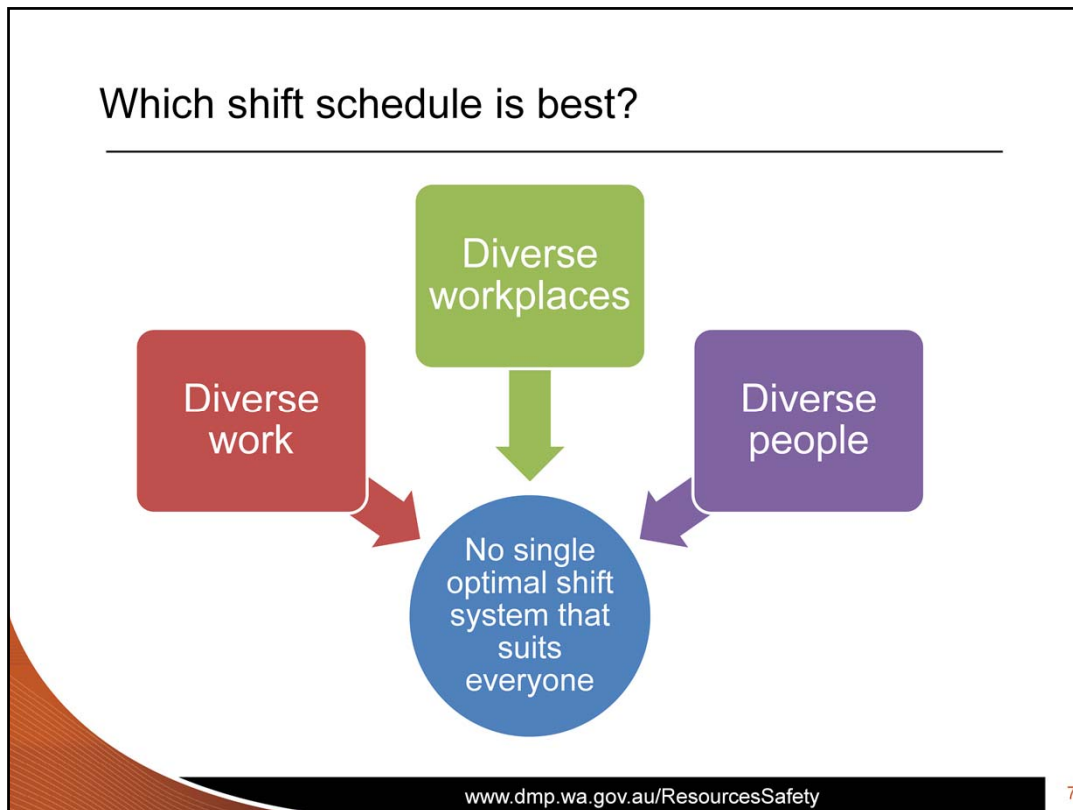 Which shift schedule is best?
Diverse
workplaces
Diverse
work
Diverse
people
No single
optimal shift
system that
suits
everyone
www.dmp.wa.gov.au/ResourcesSafety
7